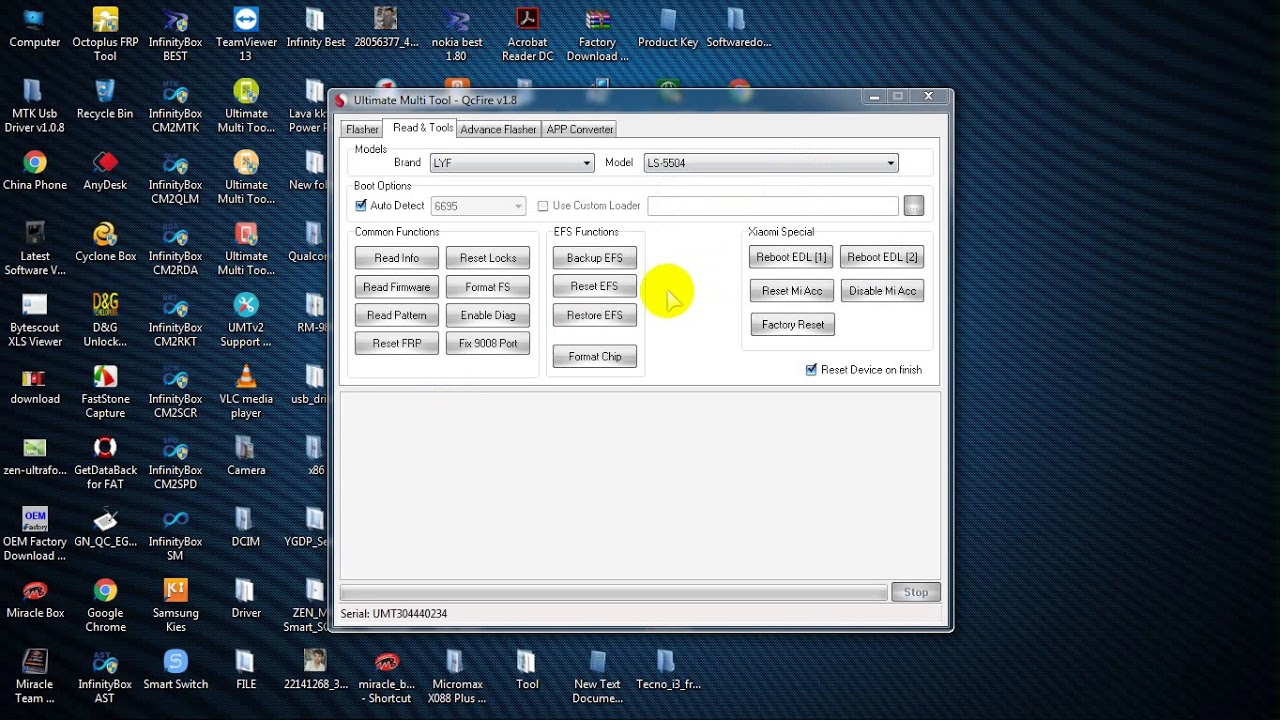 Computer
Octoplus FRP
Tool
InfinityBox
BEST
TeamViewer
13
Infinity Best
28056377_4...
nokia best
1.80
Acrobat
Reader DC
Factory
Download ...
Product Key
Softwaredo...
MTK Usb
Driver v1.0.8
Recycle Bin
InfinityBox
CM2MTK
Ultimate
Multi Too...
Lava kk
Power
China Phone
AnyDesk
InfinityBox
CM2QLM
Ultimate
Multi Too...
New fol
Latest
Software V...
Cyclone Box
InfinityBox
CM2RDA
Ultimate
Multi Too...
Qualcor
Bytescout
XLS Viewer
D&G
D&G
Unlock...
InfinityBox
CM2RKT
UMTv2
Support ...
RM-98
download
FastStone
Capture
InfinityBox
CM2SCR
VLC media
player
usb_dri
zen-ultrafo...
GetDataBack
for FAT
InfinityBox
CM2SPD
Camera
x86
OEM
OEM Factory
Download ...
GN_QC_EG...
InfinityBox
SM
DCIM
YGDP_Se
Miracle Box
Google
Chrome
Samsung
Kies
Driver
ZEN_M
Smart_SC
Miracle
Team ...
InfinityBox
AST
Smart Switch
FILE
22141268_3...
miracle_b...
- Shortcut
Micromax
X088 Plus ...
Tool
New Text
Docume...
Tecno_i3_fr...
Ultimate Multi Tool - QcFire v1.8
Flasher
Read & Tools
Advance Flasher
APP Converter
Models
Brand
LYF
Model
LS-5504
Boot Options
Auto Detect
6695
Use Custom Loader
...
Common Functions
EFS Functions
Xiaomi Special
Read Info
Reset Locks
Backup EFS
Reboot EDL [1]
Reboot EDL [2]
Read Firmware
Format FS
Reset EFS
Reset Mi Acc
Disable Mi Acc
Read Pattern
Enable Diag
Restore EFS
Factory Reset
Reset FRP
Fix 9008 Port
Format Chip
Reset Device on finish
Stop
Serial: UMT304440234